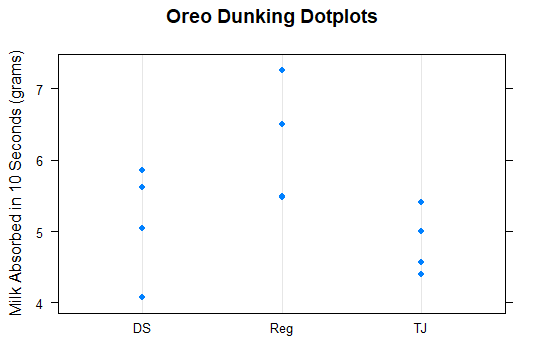 Oreo Dunking Dotplots
Milk Absorbed in 10 Seconds (grams)
7
6
5
4
DS Reg TJ